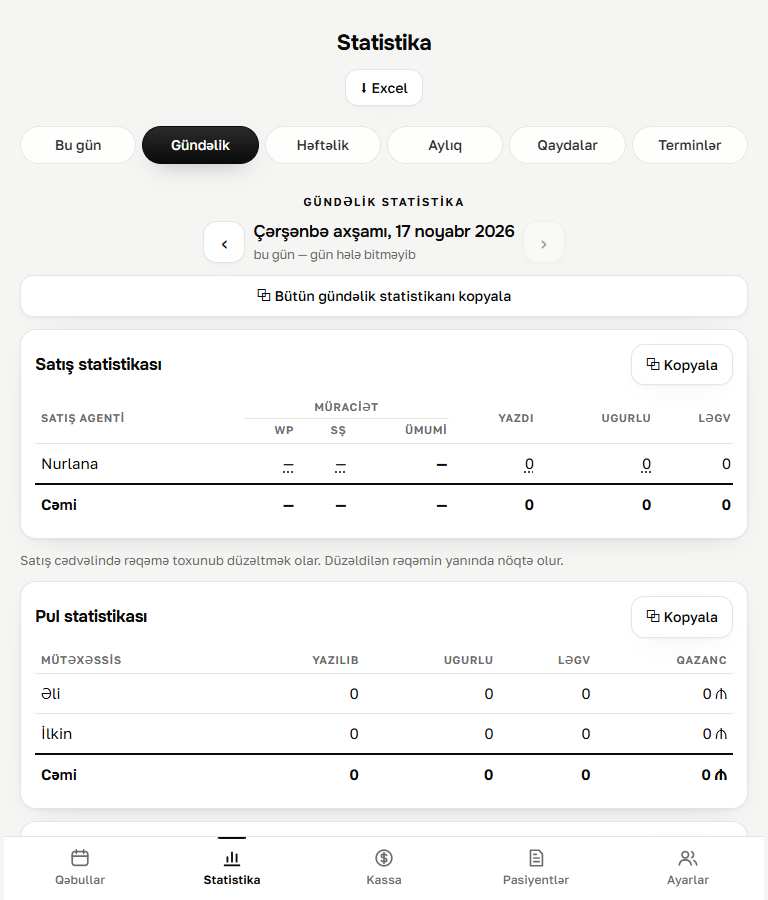 Statistika
⬇ Excel
Bu gün Gündəlik Həftəlik Aylıq Qaydalar Terminlər
GÜNDƏLİK STATİSTİKA
‹ Çərşənbə axşamı, 17 noyabr 2026 ›
bu gün — gün hələ bitməyib
Bütün gündəlik statistikanı kopyala
Satış statistikası Kopyala
MÜRACİƏT
SATIŞ AGENTİ YAZDI UGURLU LƏGV
WP SŞ ÜMUMİ
Nurlana — — — 0 0 0
Cəmi — — — 0 0 0
Satış cədvəlində rəqəmə toxunub düzəltmək olar. Düzəldilən rəqəmin yanında nöqtə olur.
Pul statistikası Kopyala
MÜTƏXƏSSİS YAZILIB UGURLU LƏGV QAZANC
Əli 0 0 0 0 ₼
İlkin 0 0 0 0 ₼
Cəmi 0 0 0 0 ₼
Qəbullar Statistika Kassa Pasiyentlər Ayarlar